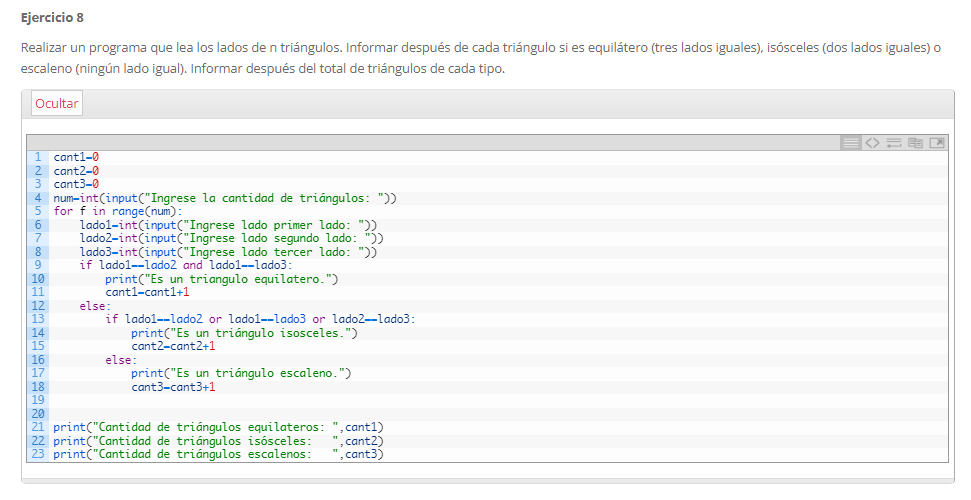 Ejercicio 8
Realizar un programa que lea los lados de n triángulos. Informar después de cada triángulo si es equilátero (tres lados iguales), isósceles (dos lados iguales) o
escaleno (ningún lado igual). Informar después del total de triángulos de cada tipo.
Ocultar
1 cant1=0
2 cant2=0
3 cant3=0
4 num=int(input("Ingrese la cantidad de triángulos: "))
5 for f in range(num):
6     lado1=int(input("Ingrese lado primer lado: "))
7     lado2=int(input("Ingrese lado segundo lado: "))
8     lado3=int(input("Ingrese lado tercer lado: "))
9     if lado1==lado2 and lado1==lado3:
10         print("Es un triangulo equilatero.")
11         cant1=cant1+1
12     else:
13         if lado1==lado2 or lado1==lado3 or lado2==lado3:
14             print("Es un triángulo isosceles.")
15             cant2=cant2+1
16         else:
17             print("Es un triángulo escaleno.")
18             cant3=cant3+1
19
20
21 print("Cantidad de triángulos equilateros: ",cant1)
22 print("Cantidad de triángulos isósceles:   ",cant2)
23 print("Cantidad de triángulos escalenos:   ",cant3)